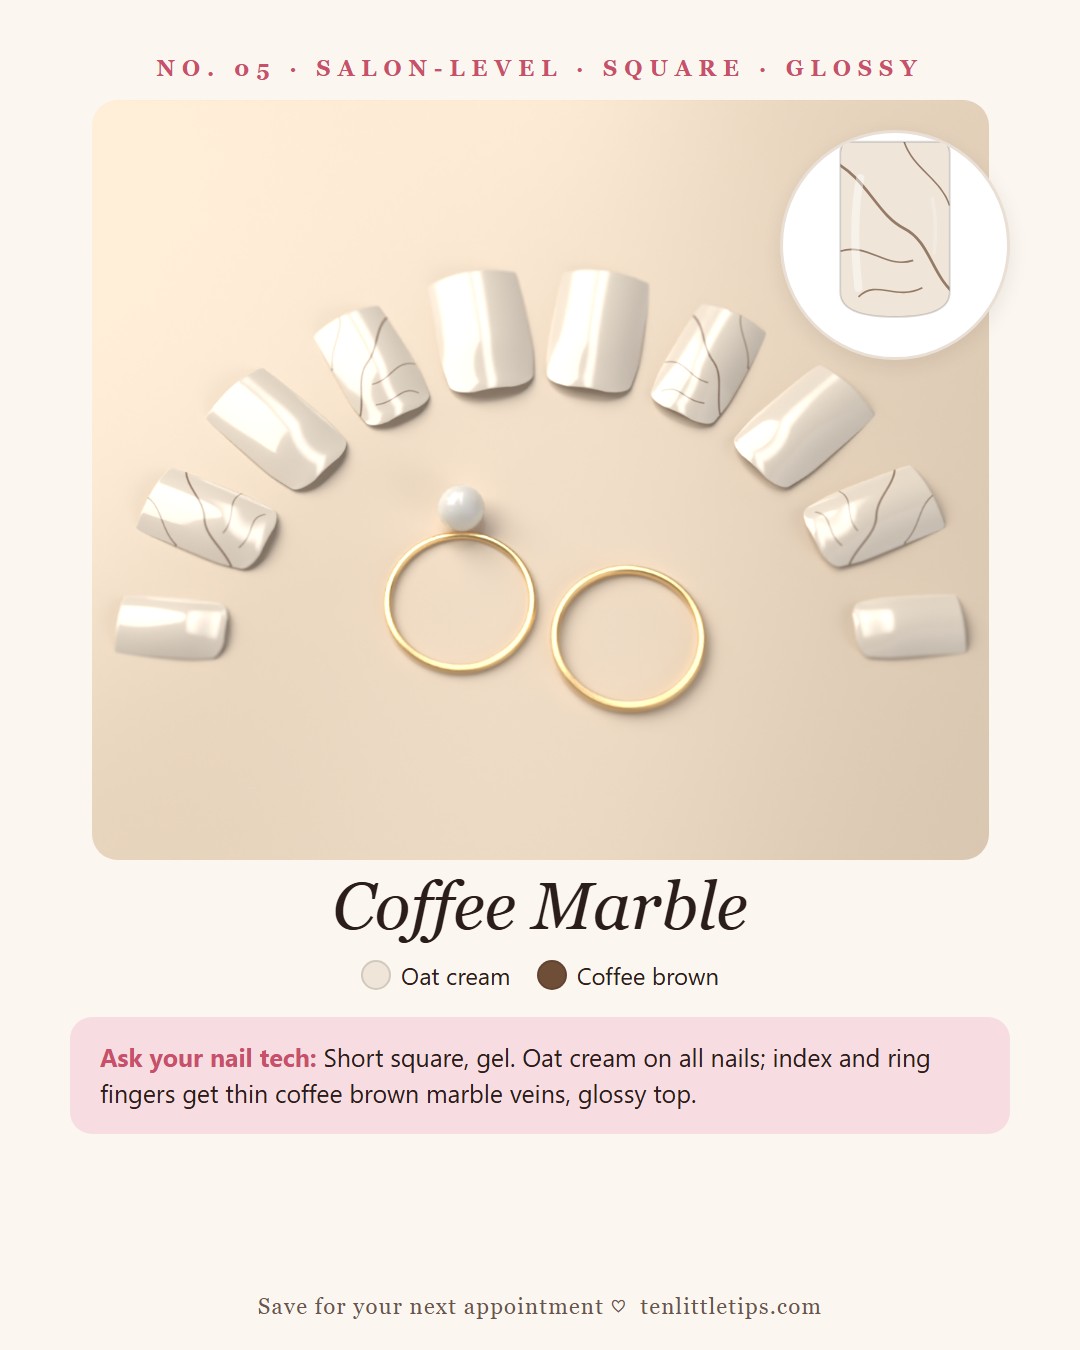 NO. 05 · SALON-LEVEL · SQUARE · GLOSSY
Coffee Marble
Oat cream Coffee brown
Ask your nail tech: Short square, gel. Oat cream on all nails; index and ring
fingers get thin coffee brown marble veins, glossy top.
Save for your next appointment ♡ tenlittletips.com